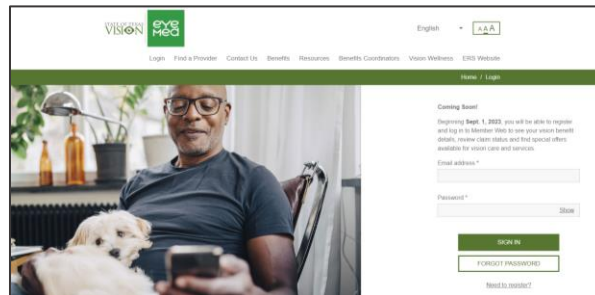 STATE OF TEXAS
VISION
eye
Med
English
A A A
Login Find a Provider Contact Us Benefits Resources Benefits Coordinators Vision Wellness ERS Website
Home / Login
Coming Soon!
Beginning Sept. 1, 2023, you will be able to register
and log in to Member Web to see your vision benefit
details, review claim status and find special offers
available for vision care and services.
Email address *
Password *
Show
SIGN IN
FORGOT PASSWORD
Need to register?